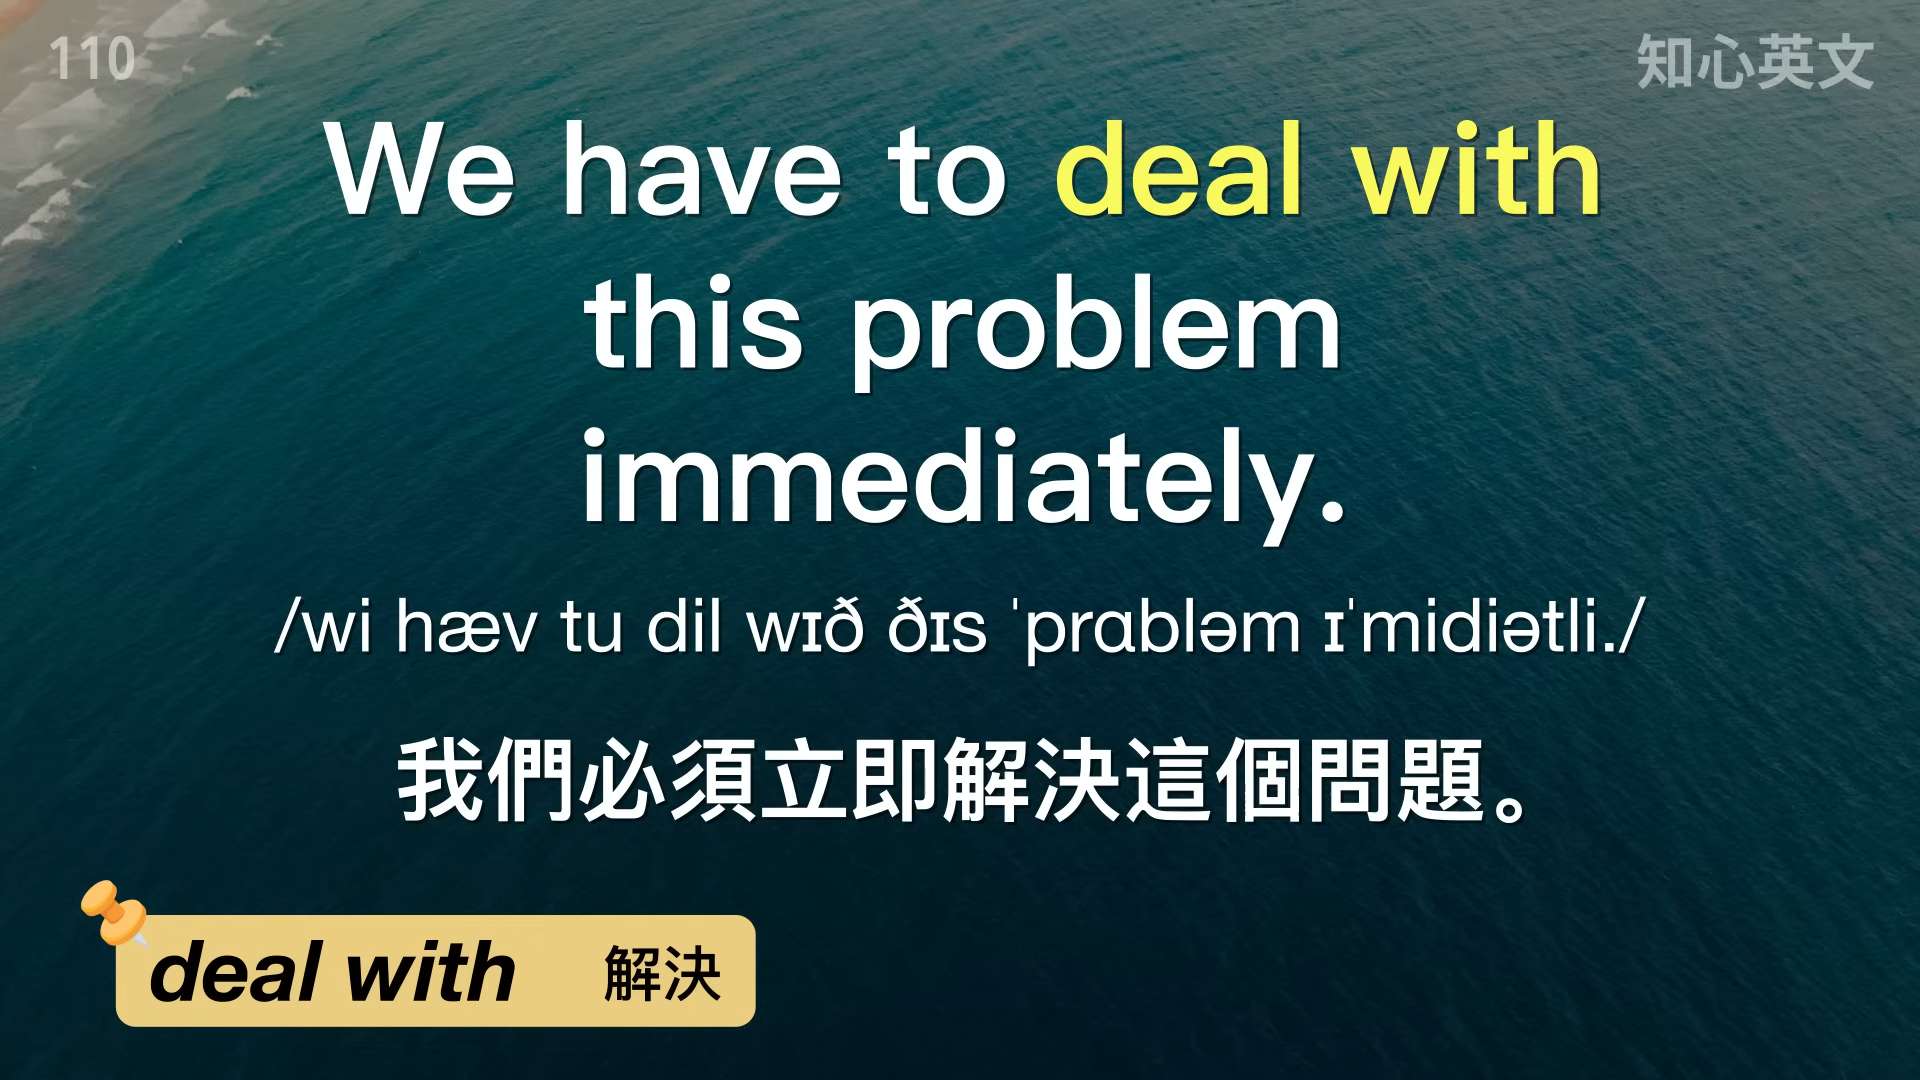 110
知心英文
We have to deal with
this problem
immediately.
/wi hæv tu dil wɪð ðɪs ˈprɑbləm ɪˈmidiətli./
我們必須立即解決這個問題。
deal with 解決